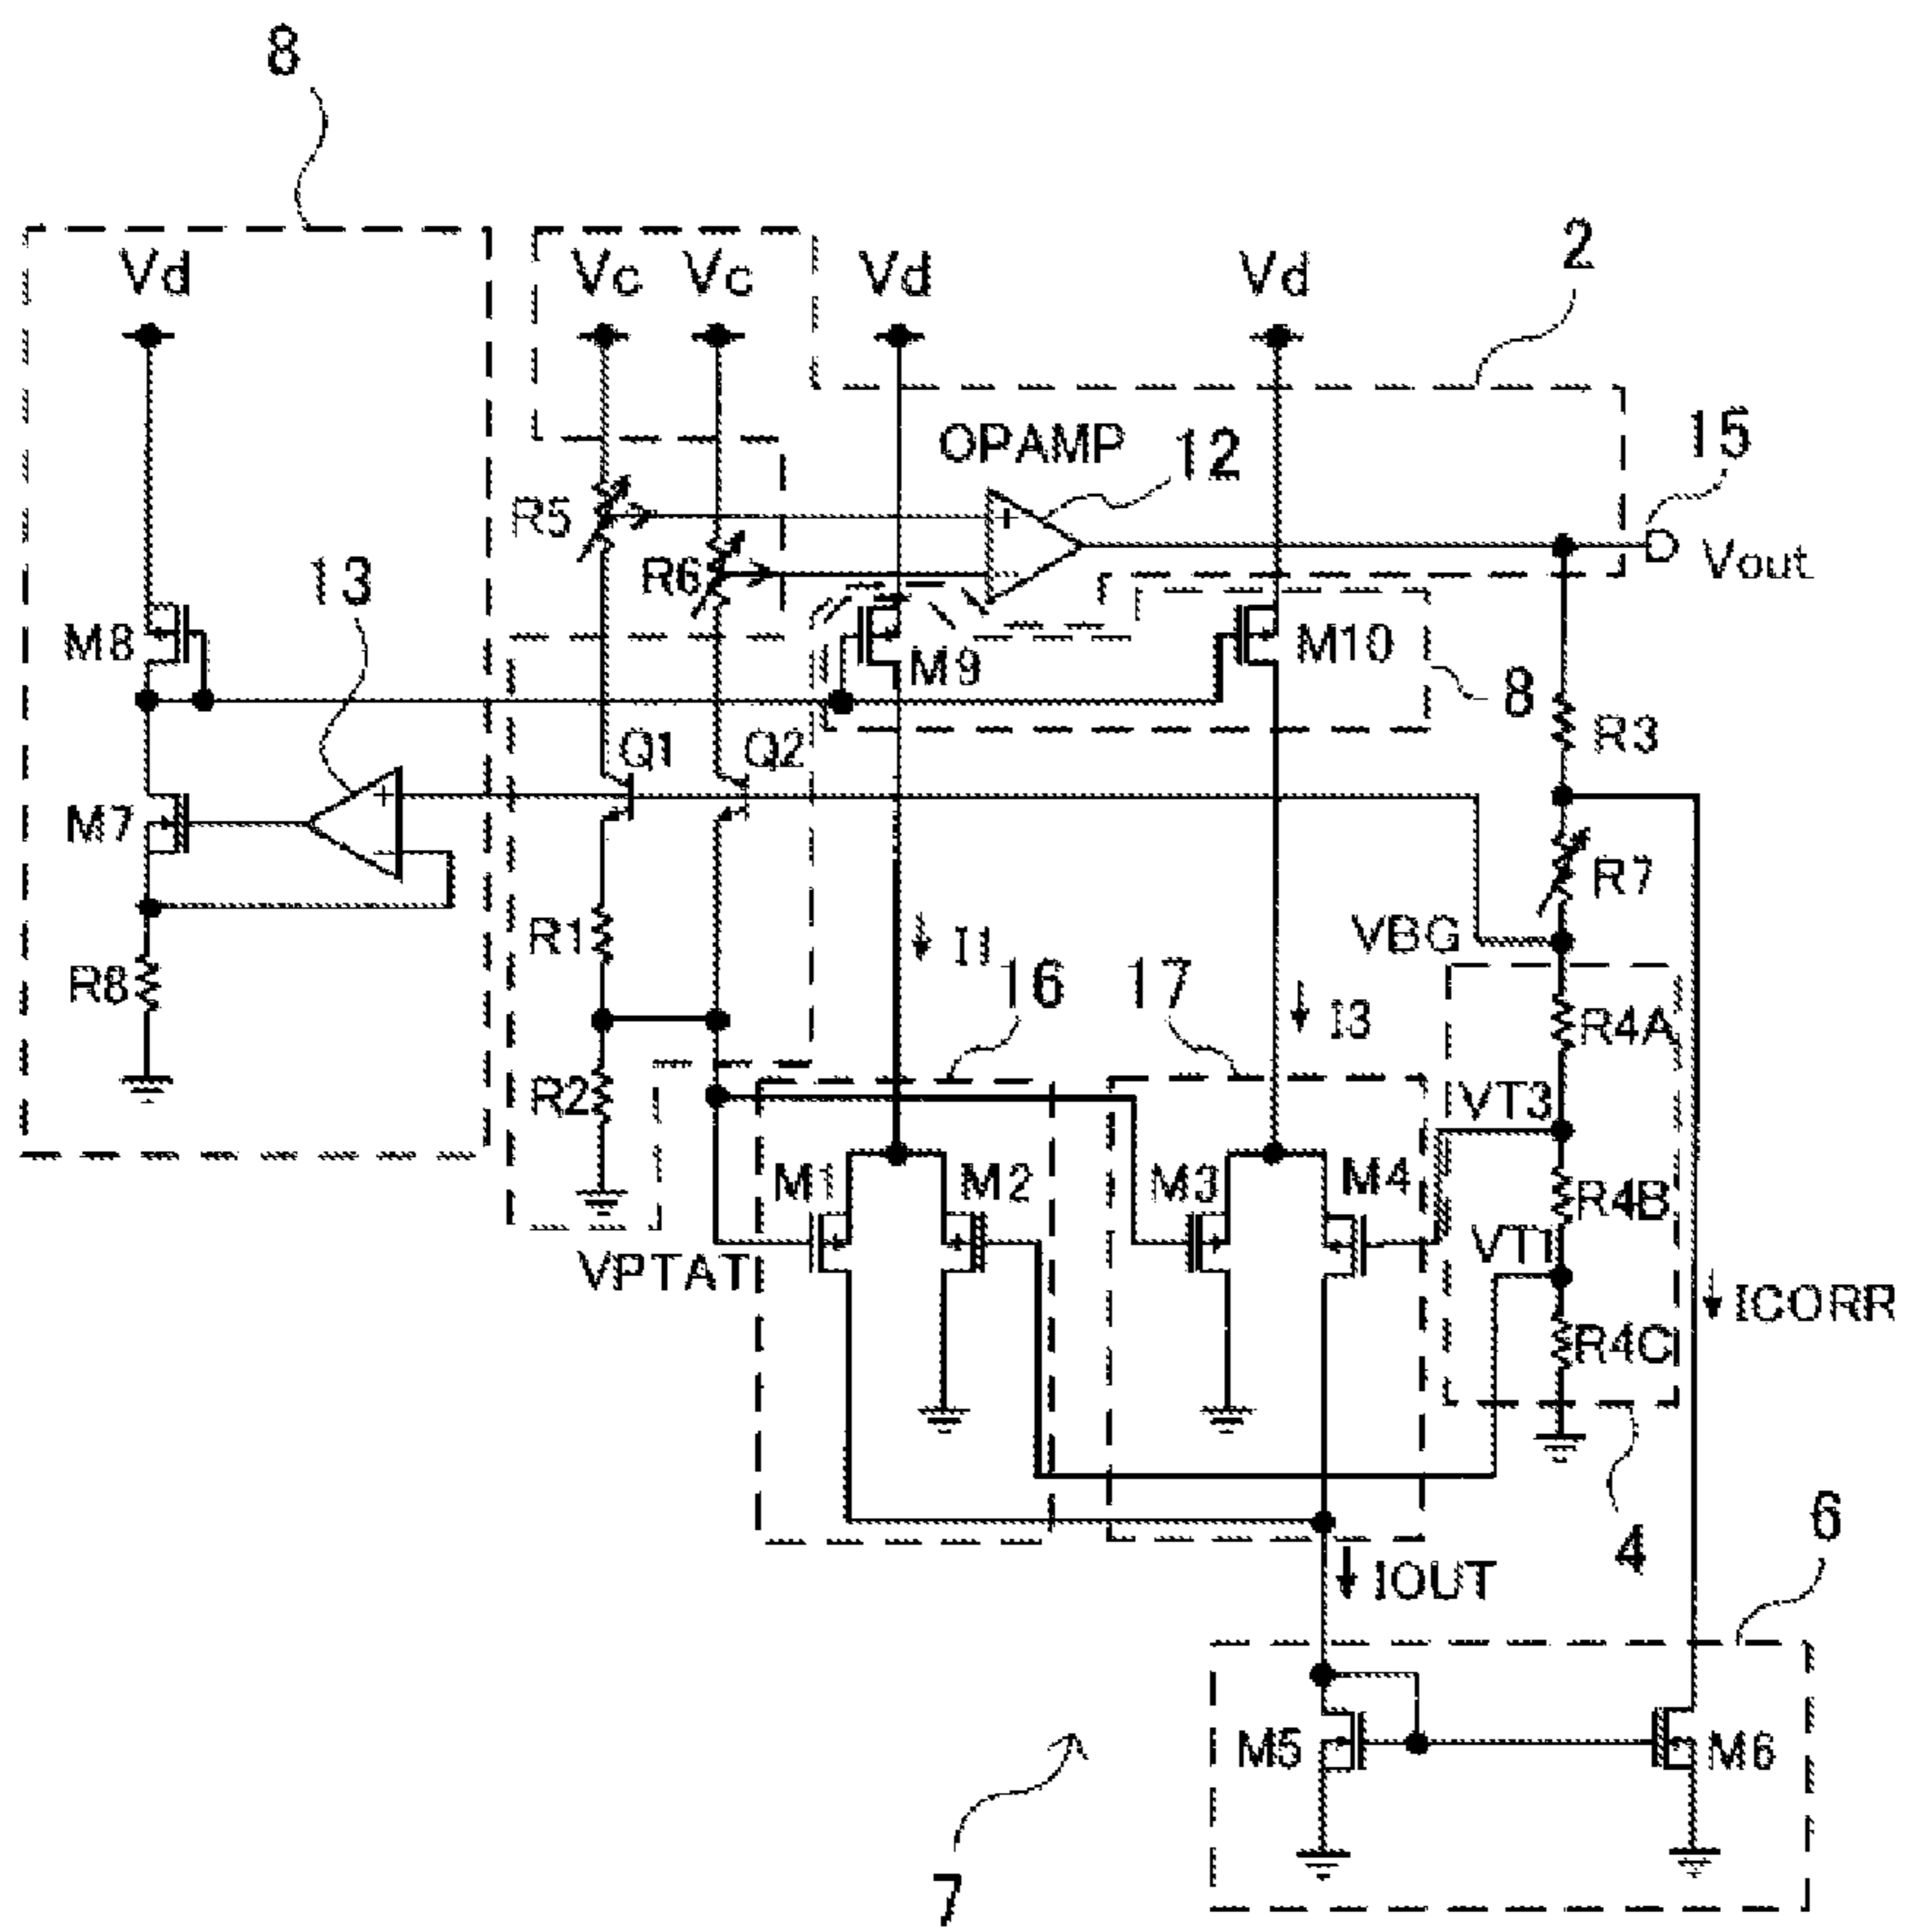 8
2
Vd
Vc
Vc
Vd
Vd
OPAMP
12
15
R5
Vout
R6
13
M8
M9
M10
8
R3
Q1
Q2
M7
+
R7
VBG
R1
I1
R8
16
17
I3
R4A
R2
VT3
M1
M2
M3
M4
R4B
VPTAT
VT1
ICORR
R4C
6
4
IOUT
M5
M6
7